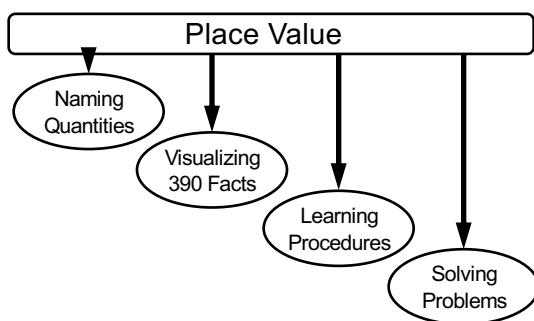 Place Value
Naming
Quantities
Visualizing
390 Facts
Learning
Procedures
Solving
Problems